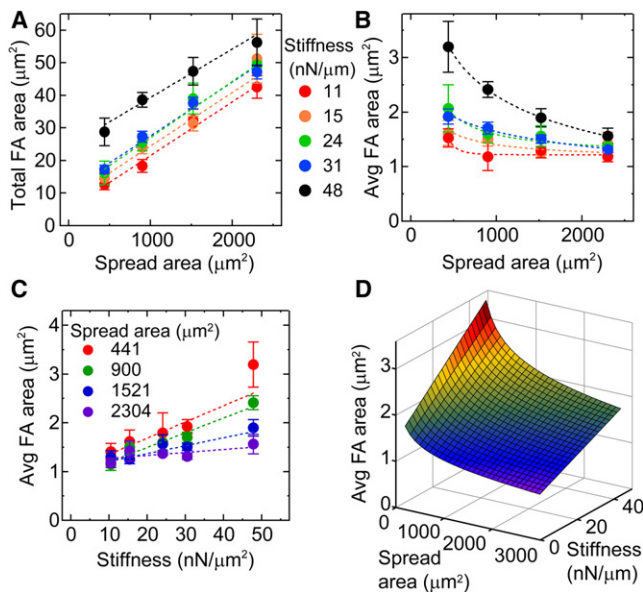 A
Total FA area (μm²)
60
50
40
30
20
10
0
0 1000 2000
Spread area (μm²)
Stiffness
(nN/μm)
11
15
24
31
48
B
Avg FA area (μm²)
3
2
1
0
0 1000 2000
Spread area (μm²)
C
Avg FA area (μm²)
4
3
2
1
0
Spread area (μm²)
441
900
1521
2304
0 10 20 30 40 50
Stiffness (nN/μm²)
D
Avg FA area (μm²)
3
2
1
0
0
1000
2000
3000
Spread
area (μm²)
0
20
40
Stiffness
(nN/μm)